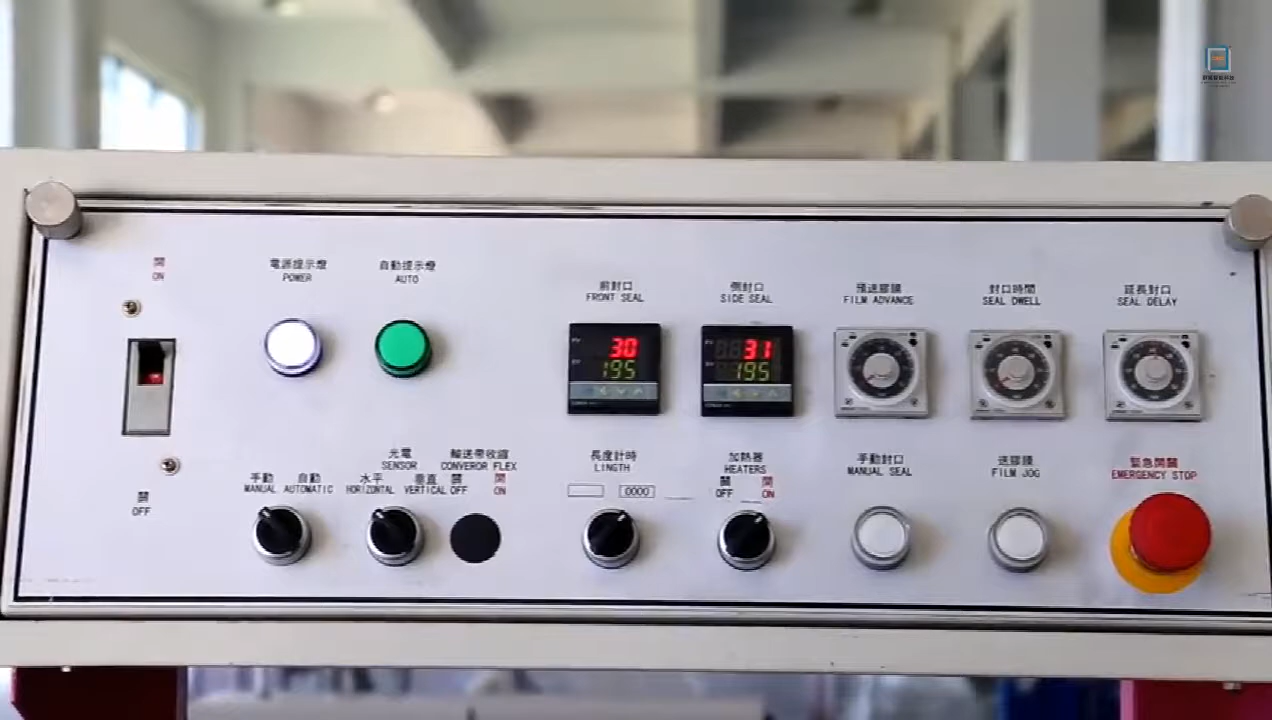 開
ON
電源提示燈
POWER
自動提示燈
AUTO
前封口
FRONT SEAL
側封口
SIDE SEAL
預送膠膜
FILM ADVANCE
封口時間
SEAL DWELL
延長封口
SEAL DELAY
PV 30
SV 195
31
195
關
OFF
手動 自動
MANUAL AUTOMATIC
光電
SENSOR
水平 垂直
HORIZONTAL VERTICAL
輸送帶收縮
CONVEROR FLEX
關 開
OFF ON
長度計時
LINGTH
0000
加熱器
HEATERS
關 開
OFF ON
手動封口
MANUAL SEAL
送膠膜
FILM JOG
緊急開關
EMERGENCY STOP